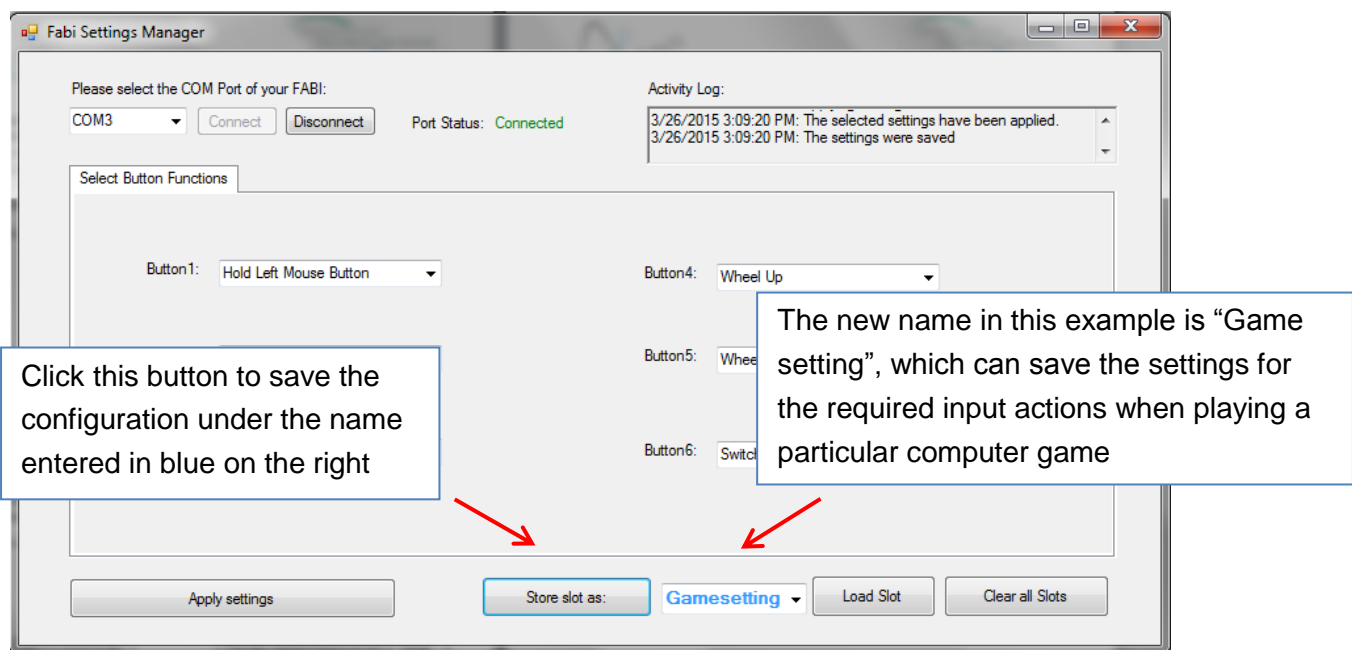 Fabi Settings Manager
Please select the COM Port of your FABI:
COM3
Connect
Disconnect
Port Status: Connected
Activity Log:
3/26/2015 3:09:20 PM: The selected settings have been applied.
3/26/2015 3:09:20 PM: The settings were saved
Select Button Functions
Button1: Hold Left Mouse Button
Button4: Wheel Up
Button5:
Button6:
Click this button to save the
configuration under the name
entered in blue on the right
The new name in this example is “Game
setting”, which can save the settings for
the required input actions when playing a
particular computer game
Apply settings
Store slot as:
Gamesetting
Load Slot
Clear all Slots